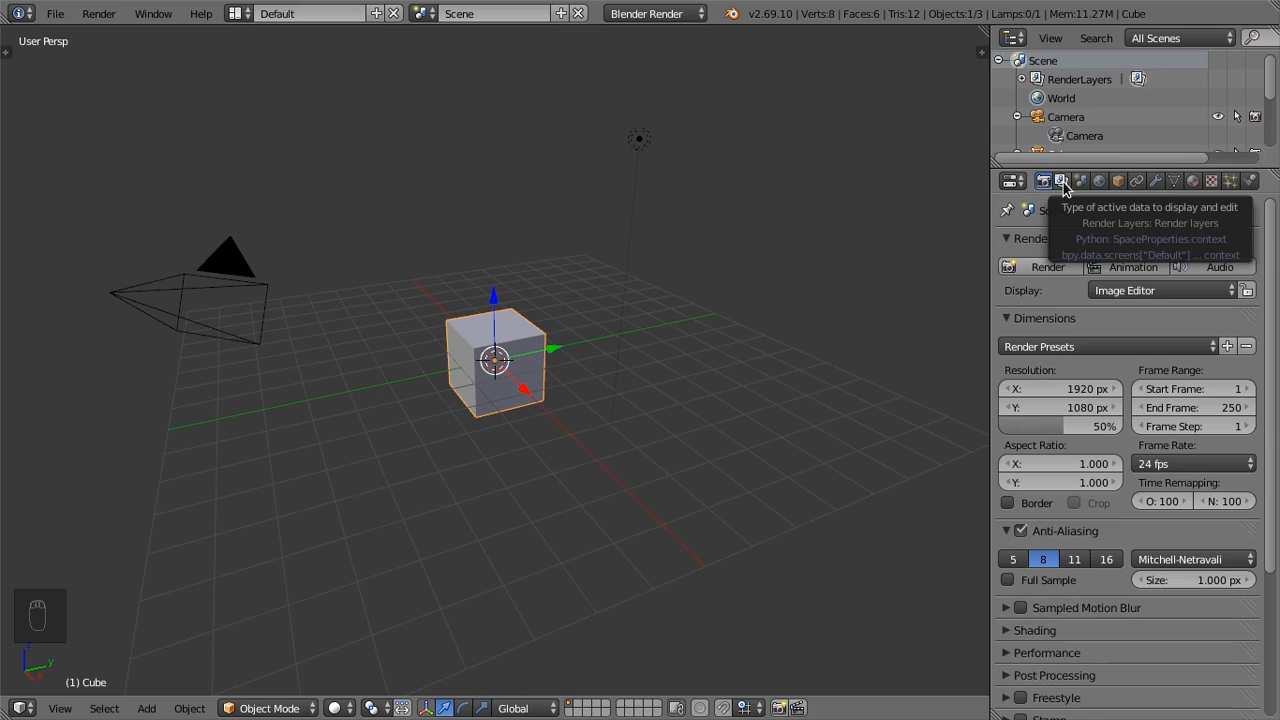 File Render Window Help Default Scene Blender Render v2.69.10 | Verts:8 | Faces:6 | Tris:12 | Objects:1/3 | Lamps:0/1 | Mem:11.27M | Cube
User Persp
View Search All Scenes
Scene
RenderLayers |
World
Camera
Camera
Type of active data to display and edit
Render Layers: Render layers
Python: SpaceProperties.context
bpy.data.screens["Default"] ... context
Render Animation Audio
Display: Image Editor
Dimensions
Render Presets
Resolution: Frame Range:
X: 1920 px Start Frame: 1
Y: 1080 px End Frame: 250
50% Frame Step: 1
Aspect Ratio: Frame Rate:
X: 1.000 24 fps
Y: 1.000 Time Remapping:
Border Crop O: 100 N: 100
Anti-Aliasing
5 8 11 16 Mitchell-Netravali
Full Sample Size: 1.000 px
Sampled Motion Blur
Shading
Performance
Post Processing
Freestyle
z
y
(1) Cube
View Select Add Object Object Mode Global